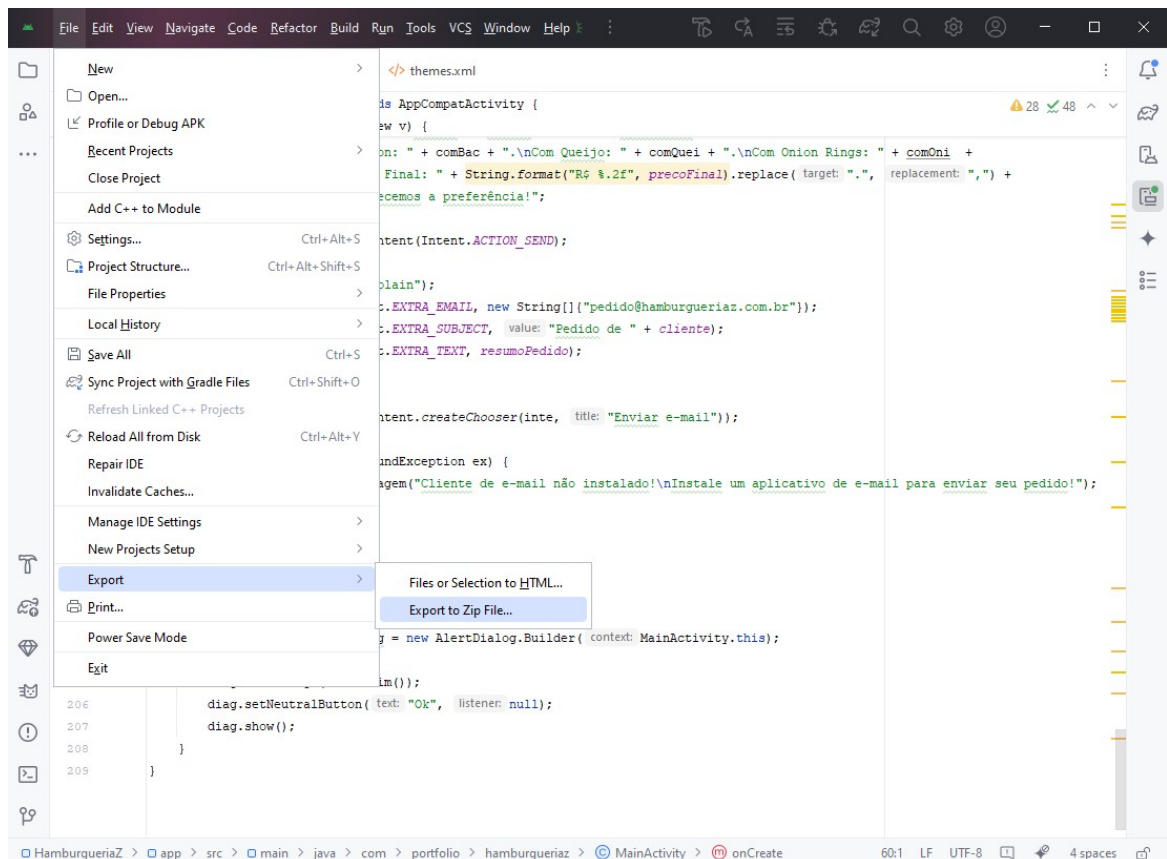 File Edit View Navigate Code Refactor Build Run Tools VCS Window Help
New
Open...
Profile or Debug APK
Recent Projects
Close Project
Add C++ to Module
Settings... Ctrl+Alt+S
Project Structure... Ctrl+Alt+Shift+S
File Properties
Local History
Save All Ctrl+S
Sync Project with Gradle Files Ctrl+Shift+O
Refresh Linked C++ Projects
Reload All from Disk Ctrl+Alt+Y
Repair IDE
Invalidate Caches...
Manage IDE Settings
New Projects Setup
Export
Print...
Power Save Mode
Exit
Files or Selection to HTML...
Export to Zip File...
</> themes.xml
28 48
ds AppCompatActivity {
ew v) {
on: " + comBac + ".\nCom Queijo: " + comQuei + ".\nCom Onion Rings: " + comOni +
Final: " + String.format("R$ %.2f", precoFinal).replace( target: ".", replacement: ",") +
ecemos a preferência!";
ntent(Intent.ACTION_SEND);
plain");
t.EXTRA_EMAIL, new String[]{"pedido@hamburgueriaz.com.br"});
t.EXTRA_SUBJECT, value: "Pedido de " + cliente);
t.EXTRA_TEXT, resumoPedido);
ntent.createChooser(inte, title: "Enviar e-mail"));
undException ex) {
agem("Cliente de e-mail não instalado!\nInstale um aplicativo de e-mail para enviar seu pedido!");
g = new AlertDialog.Builder( context: MainActivity.this);
im());
206 diag.setNeutralButton( text: "Ok", listener: null);
207 diag.show();
208 }
209 }
HamburgueriaZ > app > src > main > java > com > portfolio > hamburgueriaz > MainActivity > onCreate 60:1 LF UTF-8 4 spaces